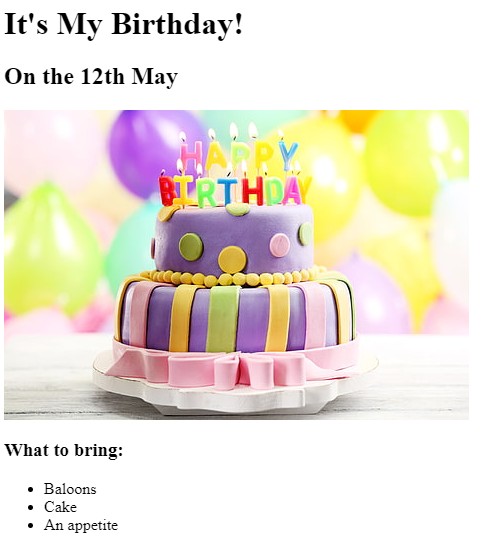 It's My Birthday!
On the 12th May
HAPPY
BIRTHDAY
What to bring:
Baloons
Cake
An appetite